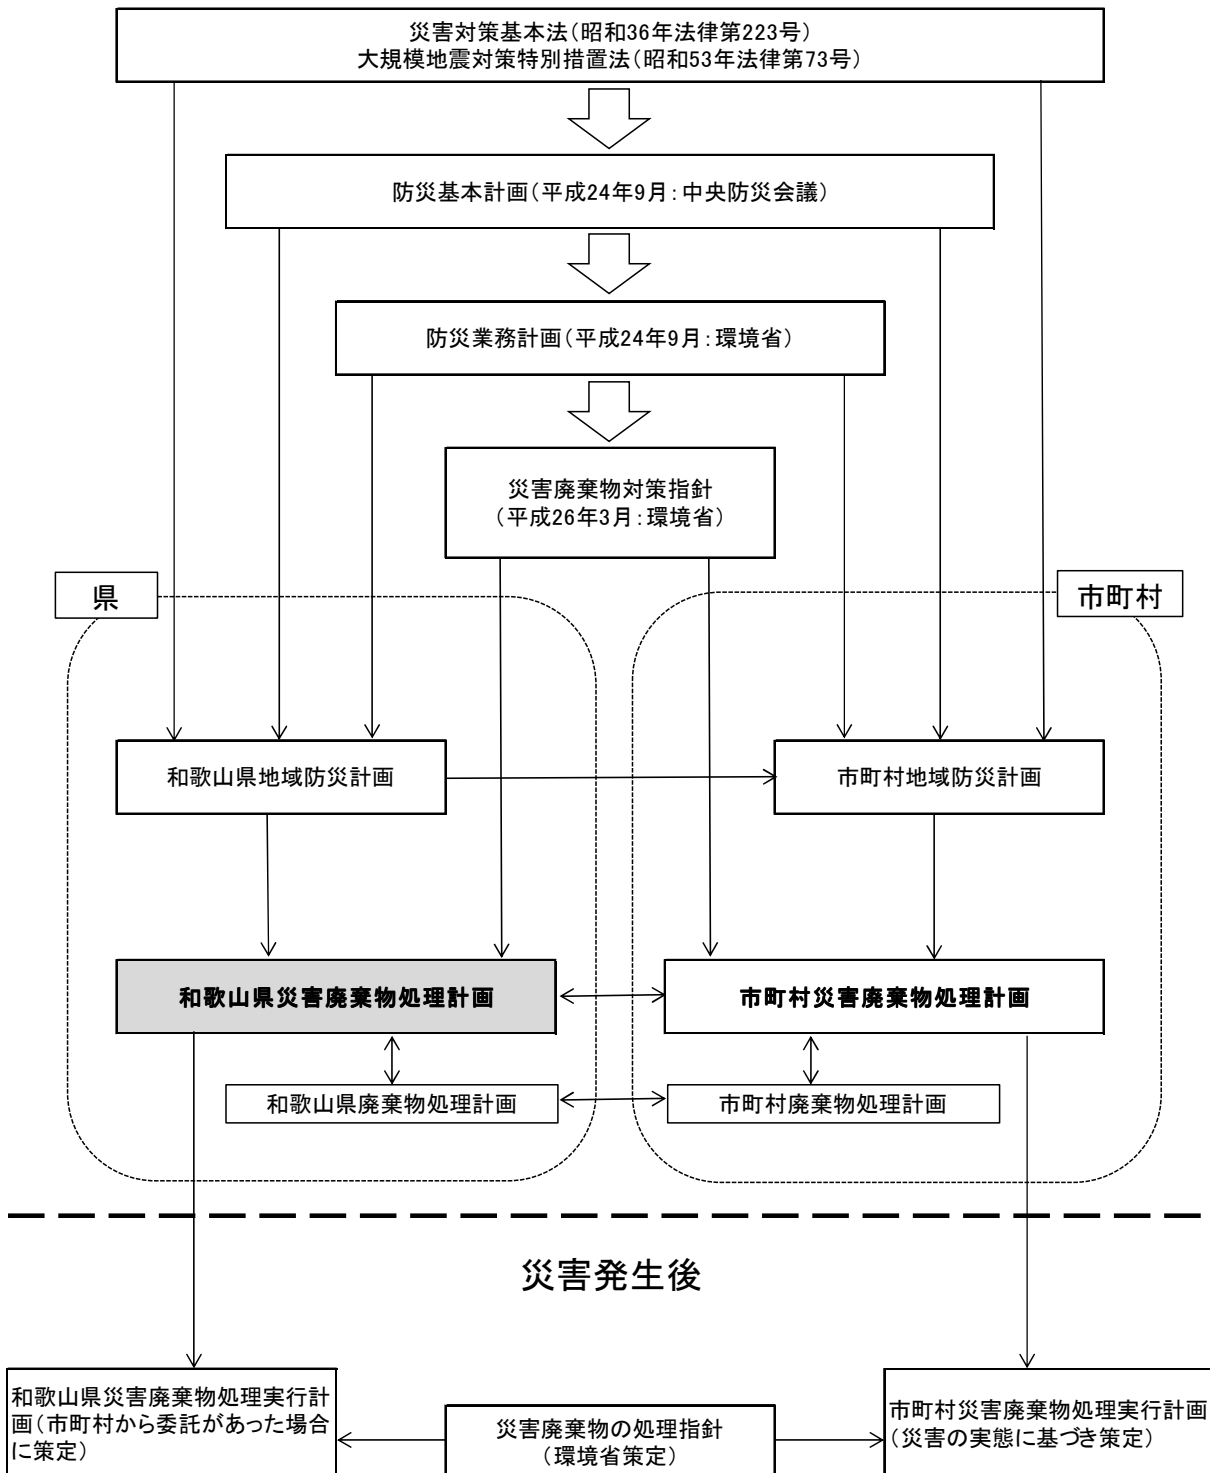 災害対策基本法（昭和36年法律第223号）
大規模地震対策特別措置法（昭和53年法律第73号）
防災基本計画（平成24年9月：中央防災会議）
防災業務計画（平成24年9月：環境省）
災害廃棄物対策指針
（平成26年3月：環境省）
県
市町村
和歌山県地域防災計画
市町村地域防災計画
和歌山県災害廃棄物処理計画
市町村災害廃棄物処理計画
和歌山県廃棄物処理計画
市町村廃棄物処理計画
災害発生後
和歌山県災害廃棄物処理実行計
画（市町村から委託があった場合
に策定）
災害廃棄物の処理指針
（環境省策定）
市町村災害廃棄物処理実行計画
（災害の実態に基づき策定）